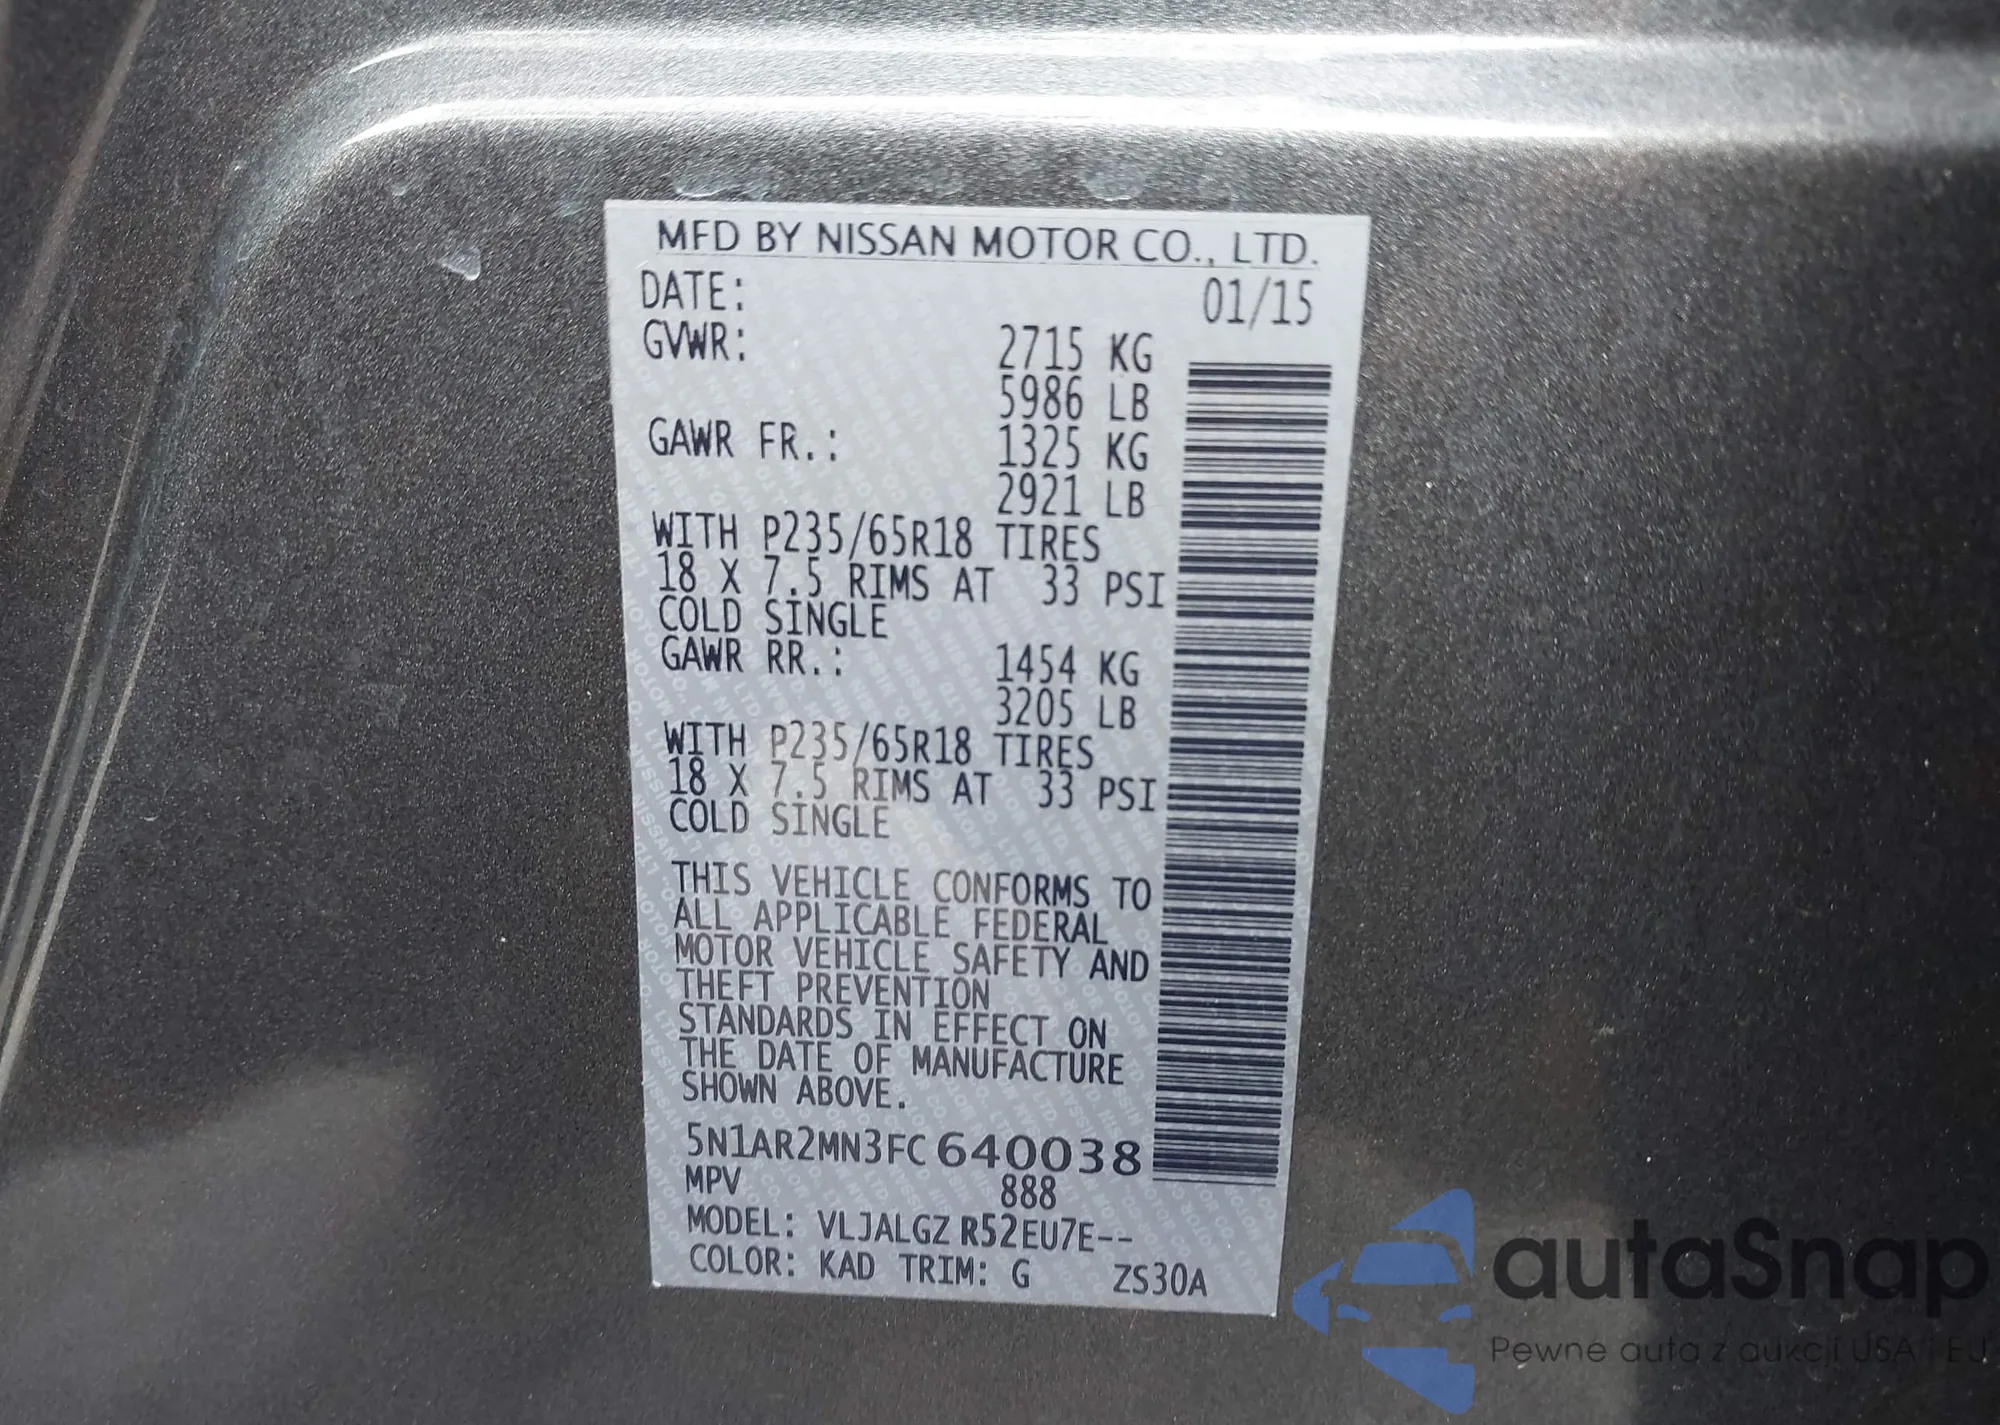 MFD BY NISSAN MOTOR CO., LTD.
DATE: 01/15
GVWR: 2715 KG
5986 LB
GAWR FR.: 1325 KG
2921 LB
WITH P235/65R18 TIRES
18 X 7.5 RIMS AT 33 PSI
COLD SINGLE
GAWR RR.: 1454 KG
3205 LB
WITH P235/65R18 TIRES
18 X 7.5 RIMS AT 33 PSI
COLD SINGLE
THIS VEHICLE CONFORMS TO
ALL APPLICABLE FEDERAL
MOTOR VEHICLE SAFETY AND
THEFT PREVENTION
STANDARDS IN EFFECT ON
THE DATE OF MANUFACTURE
SHOWN ABOVE.
5N1AR2MN3FC640038
MPV 888
MODEL: VLJALGZ R52EU7E--
COLOR: KAD TRIM: G ZS30A
autaSnap
Pewne auta z aukcji USA i EU